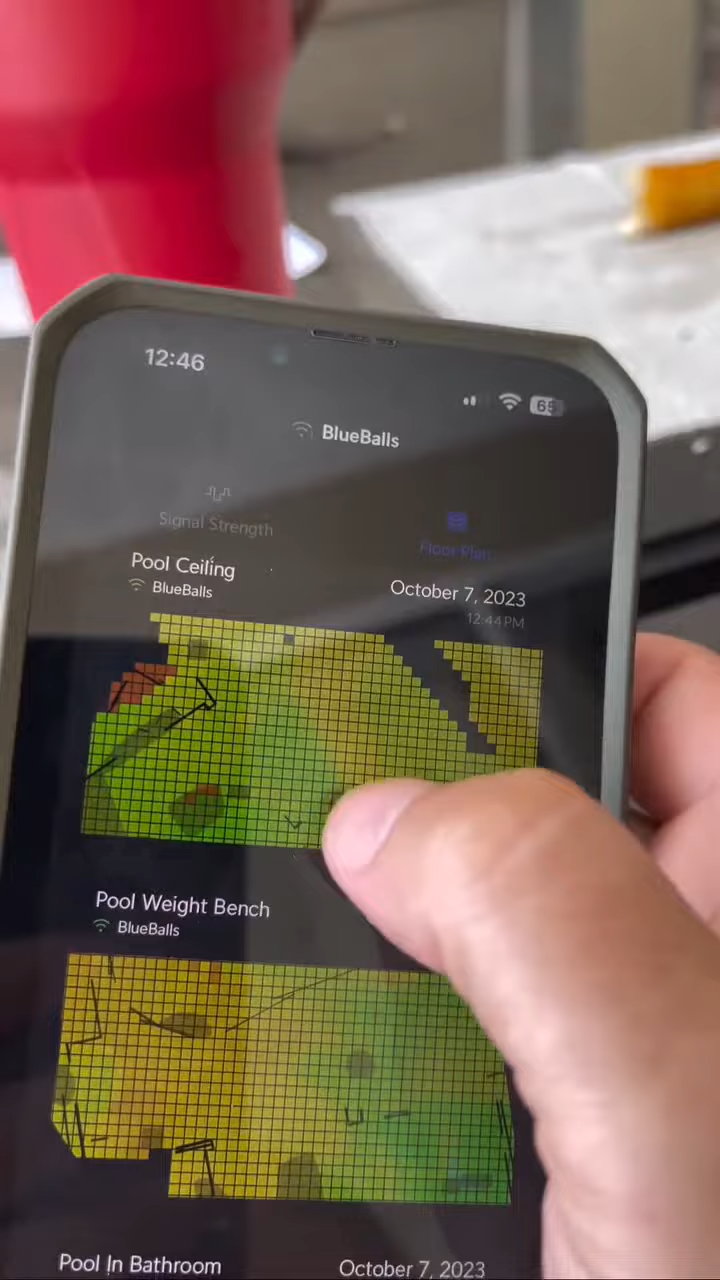 12:46
65
BlueBalls
Signal Strength
Floor Plan
Pool Ceiling
BlueBalls
October 7, 2023
12:44 PM
Pool Weight Bench
BlueBalls
Pool In Bathroom
October 7, 2023